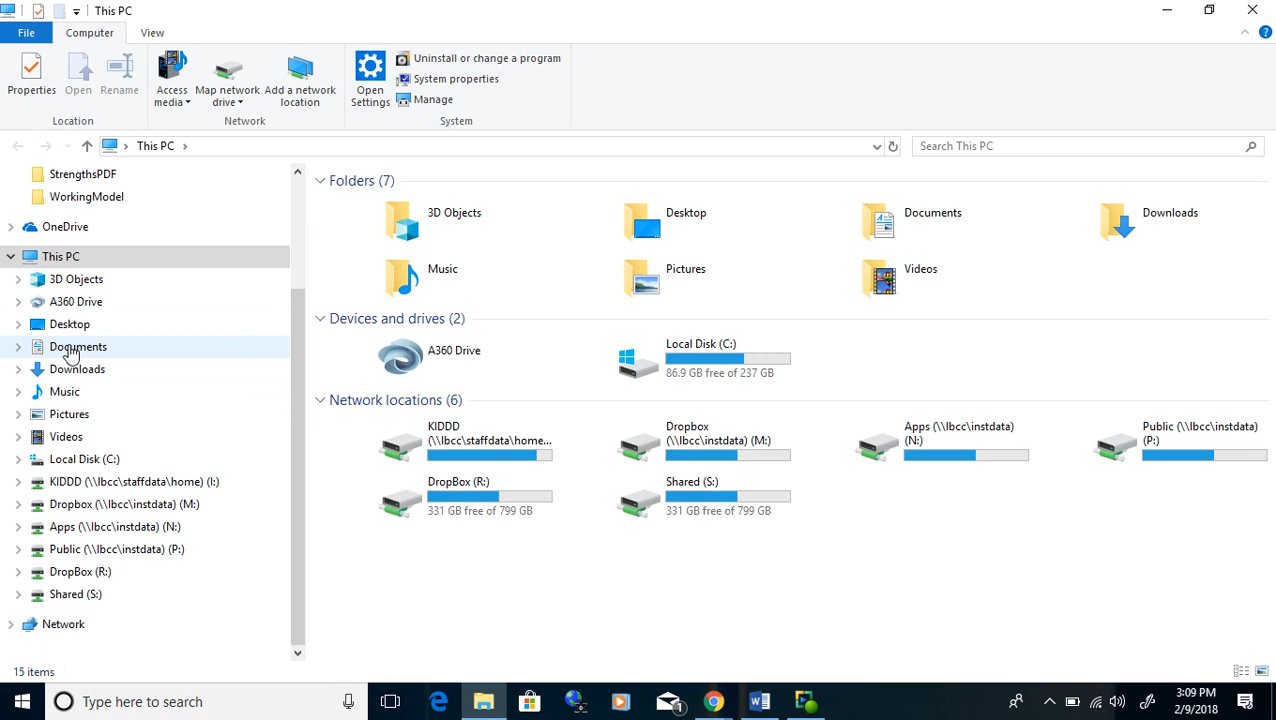 This PC
File
Computer
View
Properties
Open
Rename
Access
media
Map network
drive
Add a network
location
Open
Settings
Uninstall or change a program
System properties
Manage
Location
Network
System
This PC
Search This PC
StrengthsPDF
WorkingModel
OneDrive
This PC
3D Objects
A360 Drive
Desktop
Documents
Downloads
Music
Pictures
Videos
Local Disk (C:)
KIDDD (\\lbcc\staffdata\home) (I:)
Dropbox (\\lbcc\instdata) (M:)
Apps (\\lbcc\instdata) (N:)
Public (\\lbcc\instdata) (P:)
DropBox (R:)
Shared (S:)
Network
Folders (7)
3D Objects
Desktop
Documents
Downloads
Music
Pictures
Videos
Devices and drives (2)
A360 Drive
Local Disk (C:)
86.9 GB free of 237 GB
Network locations (6)
KIDDD
(\\lbcc\staffdata\home...
Dropbox
(\\lbcc\instdata) (M:)
Apps (\\lbcc\instdata)
(N:)
Public (\\lbcc\instdata)
(P:)
DropBox (R:)
331 GB free of 799 GB
Shared (S:)
331 GB free of 799 GB
15 items
Type here to search
1
3:09 PM
2/9/2018